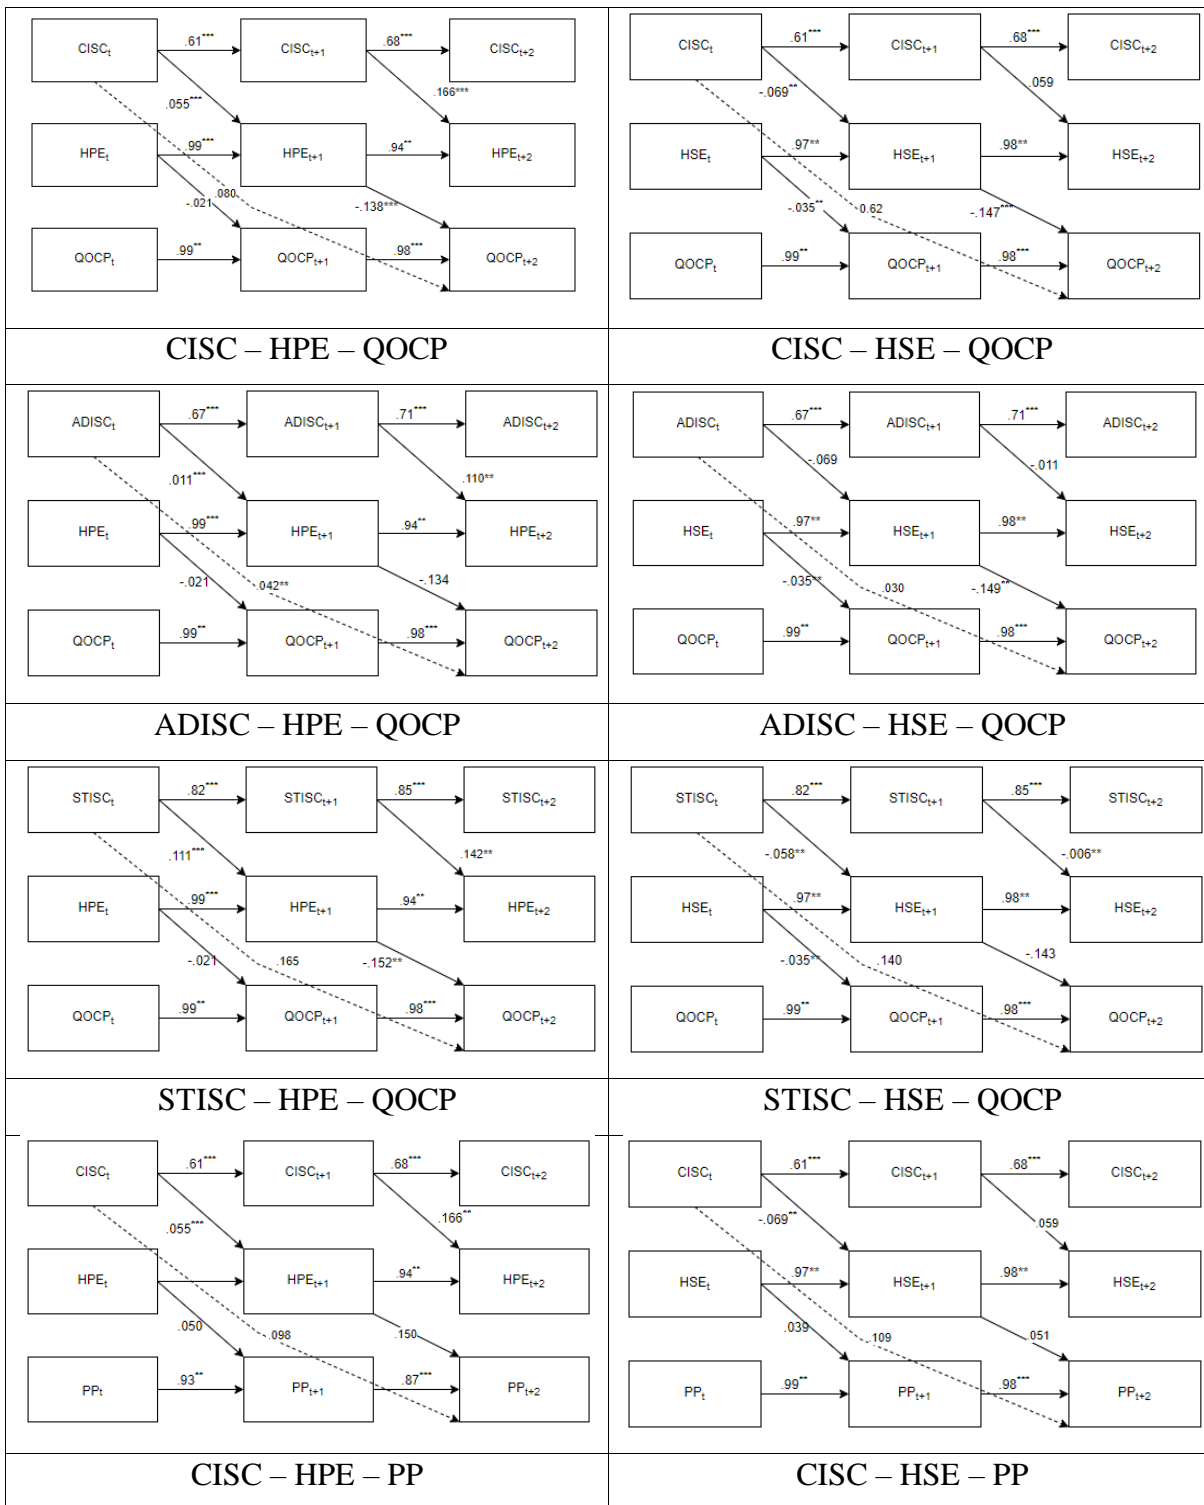 CISCt .61*** CISCt+1 .68*** CISCt+2
.055*** .166***
HPEt .99*** HPEt+1 .94** HPEt+2
-.021 .080 -.138***
QOCPt .99** QOCPt+1 .98*** QOCPt+2
CISC – HPE – QOCP
CISCt .61*** CISCt+1 .68*** CISCt+2
-.069** .059
HSEt .97** HSEt+1 .98** HSEt+2
-.035** 0.62 -.147***
QOCPt .99** QOCPt+1 .98*** QOCPt+2
CISC – HSE – QOCP
ADISCt .67*** ADISCt+1 .71*** ADISCt+2
.011*** .110**
HPEt .99*** HPEt+1 .94** HPEt+2
-.021 .042** -.134
QOCPt .99** QOCPt+1 .98*** QOCPt+2
ADISC – HPE – QOCP
ADISCt .67*** ADISCt+1 .71*** ADISCt+2
-.069 -.011
HSEt .97** HSEt+1 .98** HSEt+2
-.035** .030 -.149**
QOCPt .99** QOCPt+1 .98*** QOCPt+2
ADISC – HSE – QOCP
STISCt .82*** STISCt+1 .85*** STISCt+2
.111*** .142**
HPEt .99*** HPEt+1 .94** HPEt+2
-.021 .165 -.152**
QOCPt .99** QOCPt+1 .98*** QOCPt+2
STISC – HPE – QOCP
STISCt .82*** STISCt+1 .85*** STISCt+2
-.058** -.006**
HSEt .97** HSEt+1 .98** HSEt+2
-.035** .140 -.143
QOCPt .99** QOCPt+1 .98*** QOCPt+2
STISC – HSE – QOCP
CISCt .61*** CISCt+1 .68*** CISCt+2
.055*** .166**
HPEt HPEt+1 .94** HPEt+2
.050 .098 .150
PPt .93** PPt+1 .87*** PPt+2
CISC – HPE – PP
CISCt .61*** CISCt+1 .68*** CISCt+2
-.069** .059
HSEt .97** HSEt+1 .98** HSEt+2
.039 .109 .051
PPt .99** PPt+1 .98*** PPt+2
CISC – HSE – PP